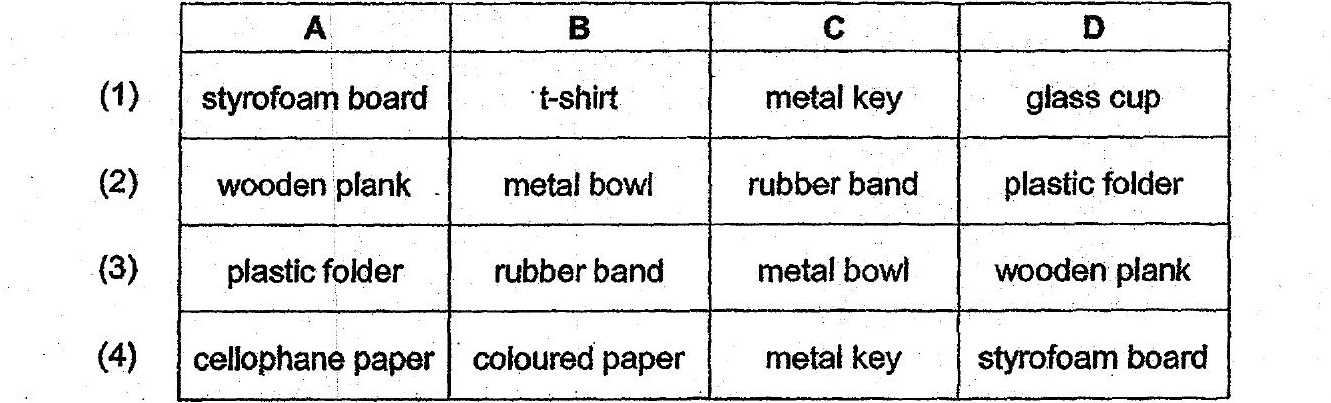 A B C D
(1) styrofoam board t-shirt metal key glass cup
(2) wooden plank metal bowl rubber band plastic folder
(3) plastic folder rubber band metal bowl wooden plank
(4) cellophane paper coloured paper metal key styrofoam board